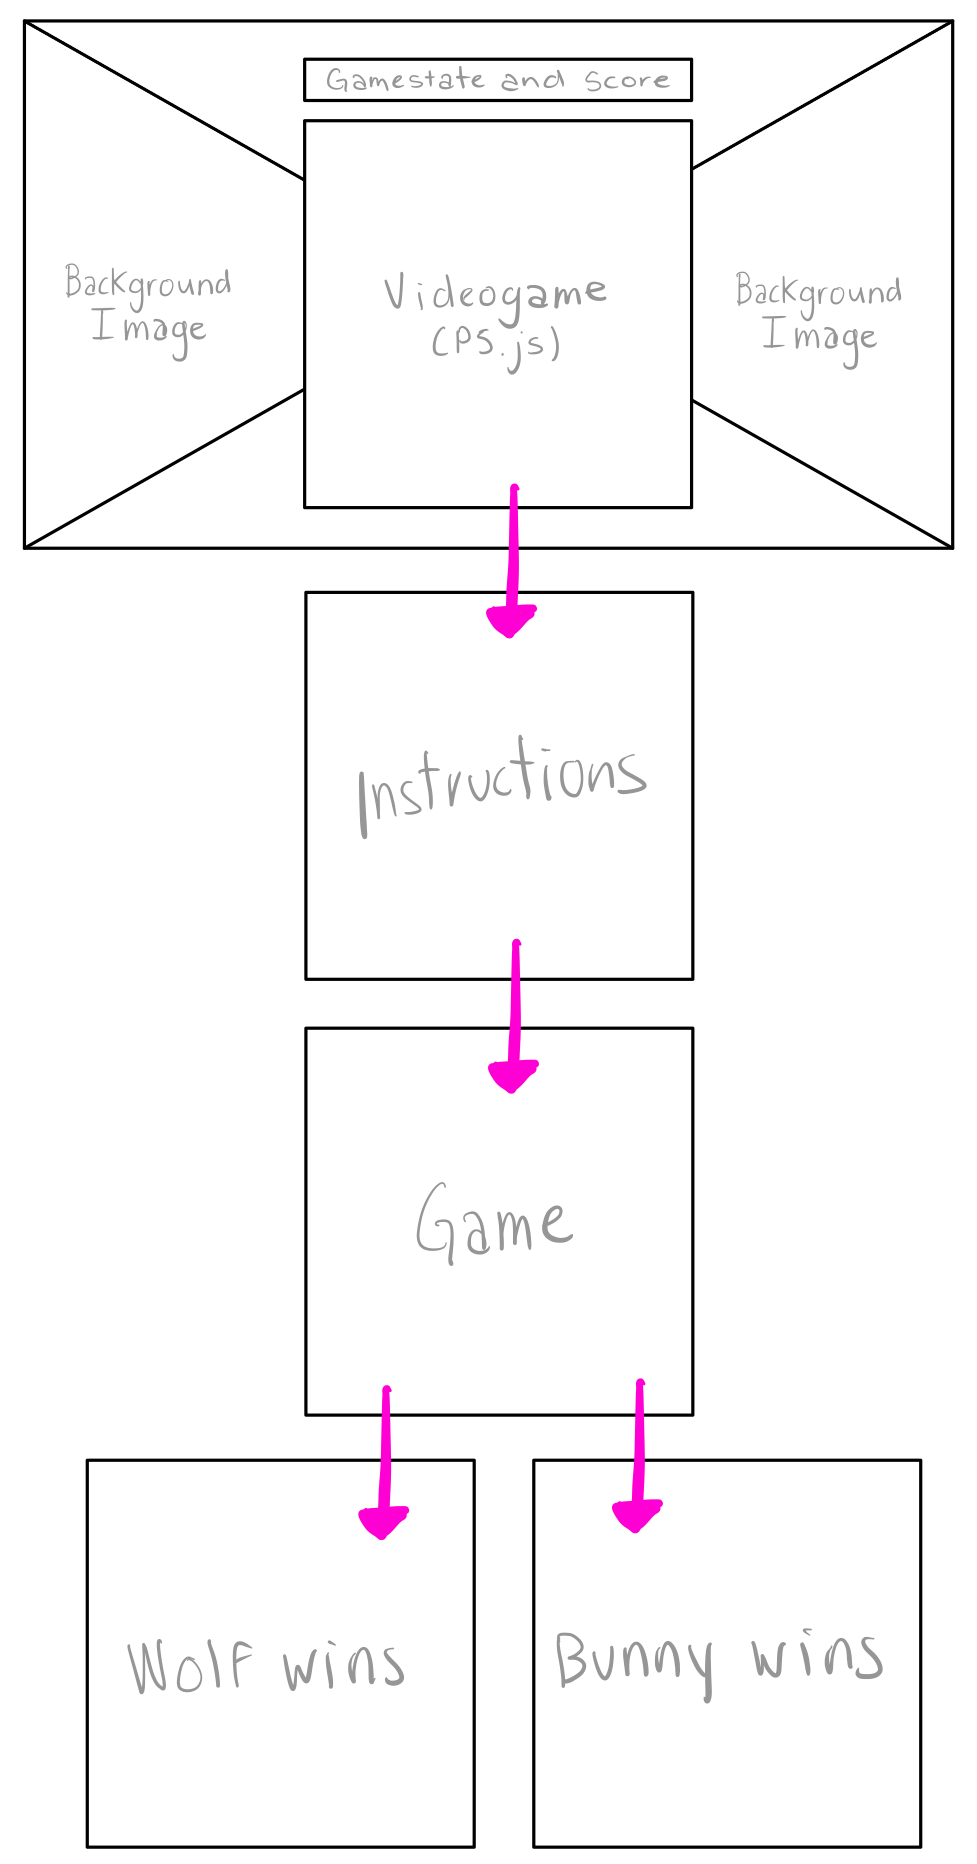 Gamestate and Score
Background
Image
Videogame
(PS.js)
Background
Image
Instructions
Game
Wolf wins
Bunny wins